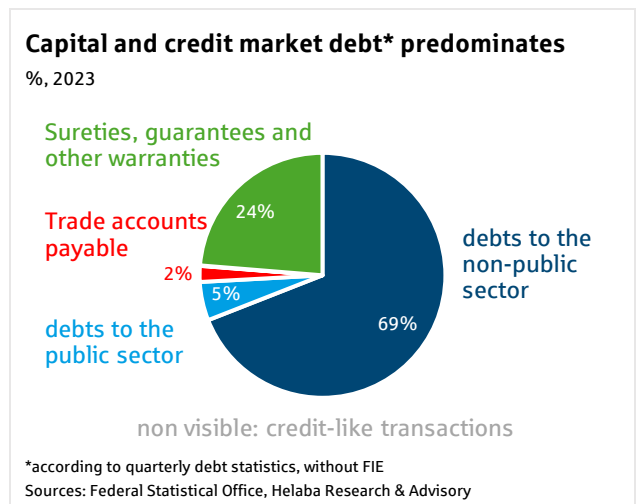 Capital and credit market debt* predominates
%, 2023
Sureties, guarantees and
other warranties
24%
Trade accounts
payable
2%
debts to the
non-public
sector
5%
69%
debts to the
public sector
non visible: credit-like transactions
*according to quarterly debt statistics, without FIE
Sources: Federal Statistical Office, Helaba Research & Advisory